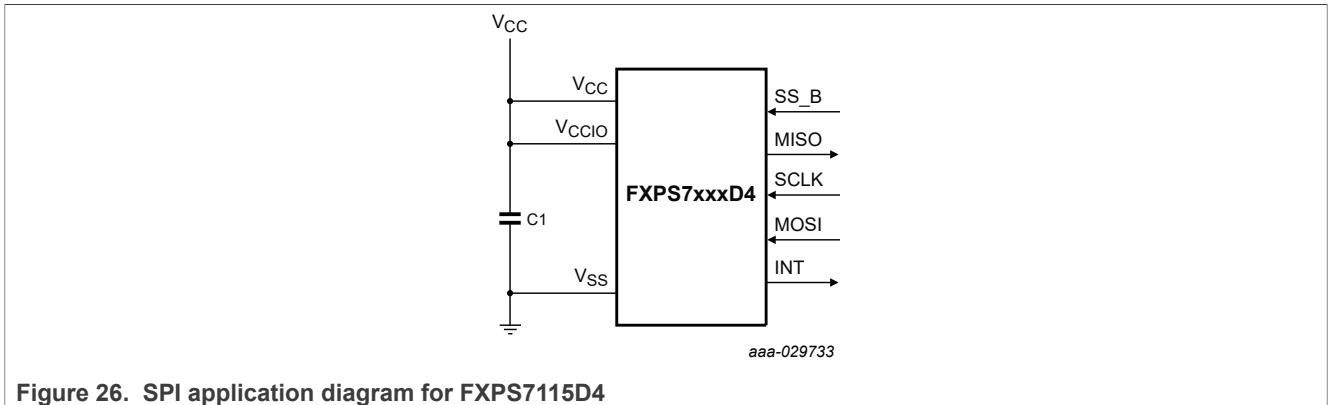 VCC
VCC
SS_B
VCCIO
MISO
SCLK
FXPS7xxxD4
MOSI
C1
INT
VSS
aaa-029733
Figure 26. SPI application diagram for FXPS7115D4